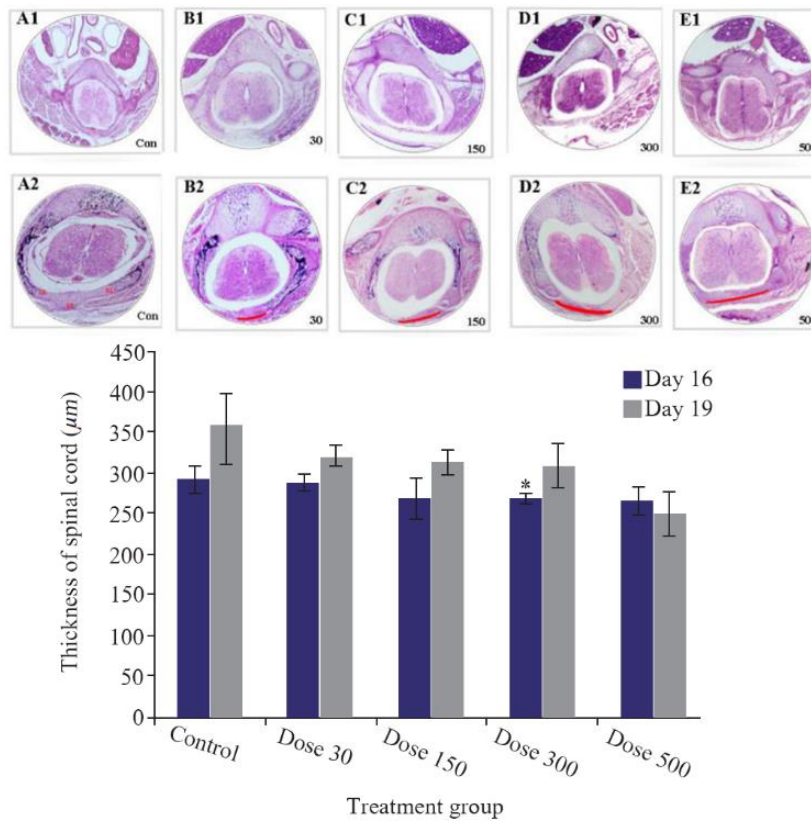 A1
Con
B1
30
C1
150
D1
300
E1
50
A2
Con
B2
30
C2
150
D2
300
E2
50
450
400
350
300
250
200
150
100
50
0
Thickness of spinal cord (µm)
Day 16
Day 19
*
Control
Dose 30
Dose 150
Dose 300
Dose 500
Treatment group